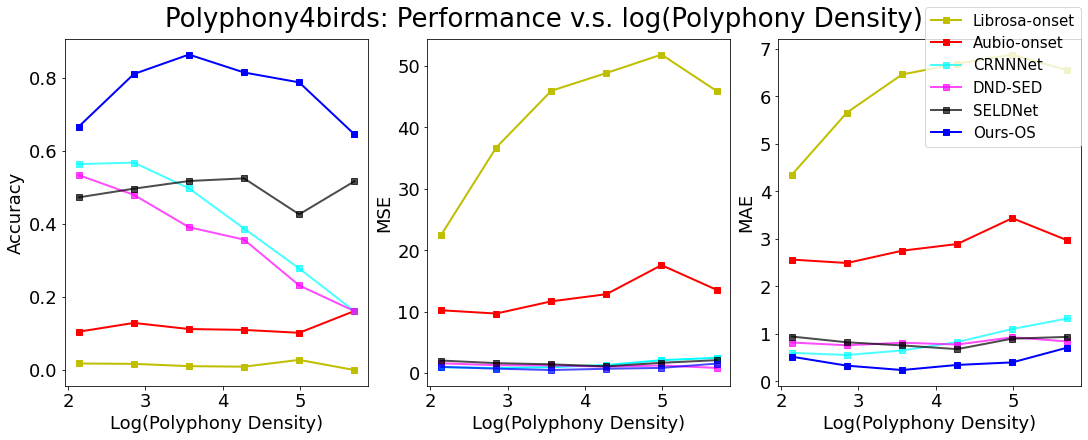 Polyphony4birds: Performance v.s. log(Polyphony Density)
Librosa-onset
Aubio-onset
CRNNNet
DND-SED
SELDNet
Ours-OS
Accuracy
0.8
0.6
0.4
0.2
0.0
2
3
4
5
Log(Polyphony Density)
MSE
50
40
30
20
10
0
2
3
4
5
Log(Polyphony Density)
MAE
7
6
5
4
3
2
1
0
2
3
4
5
Log(Polyphony Density)